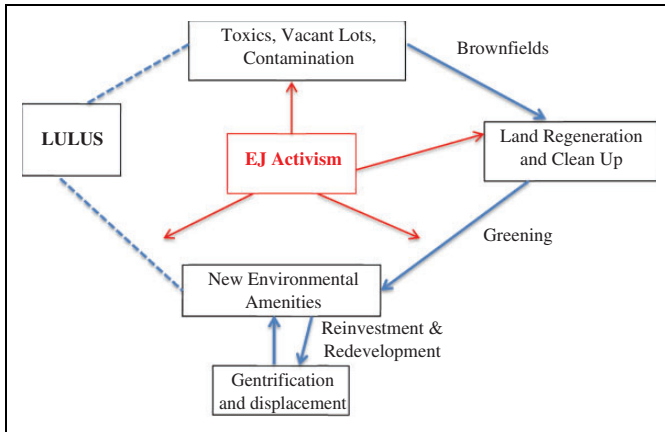 Toxics, Vacant Lots,
Contamination
Brownfields
LULUS
EJ Activism
Land Regeneration
and Clean Up
Greening
New Environmental
Amenities
Reinvestment &
Redevelopment
Gentrification
and displacement